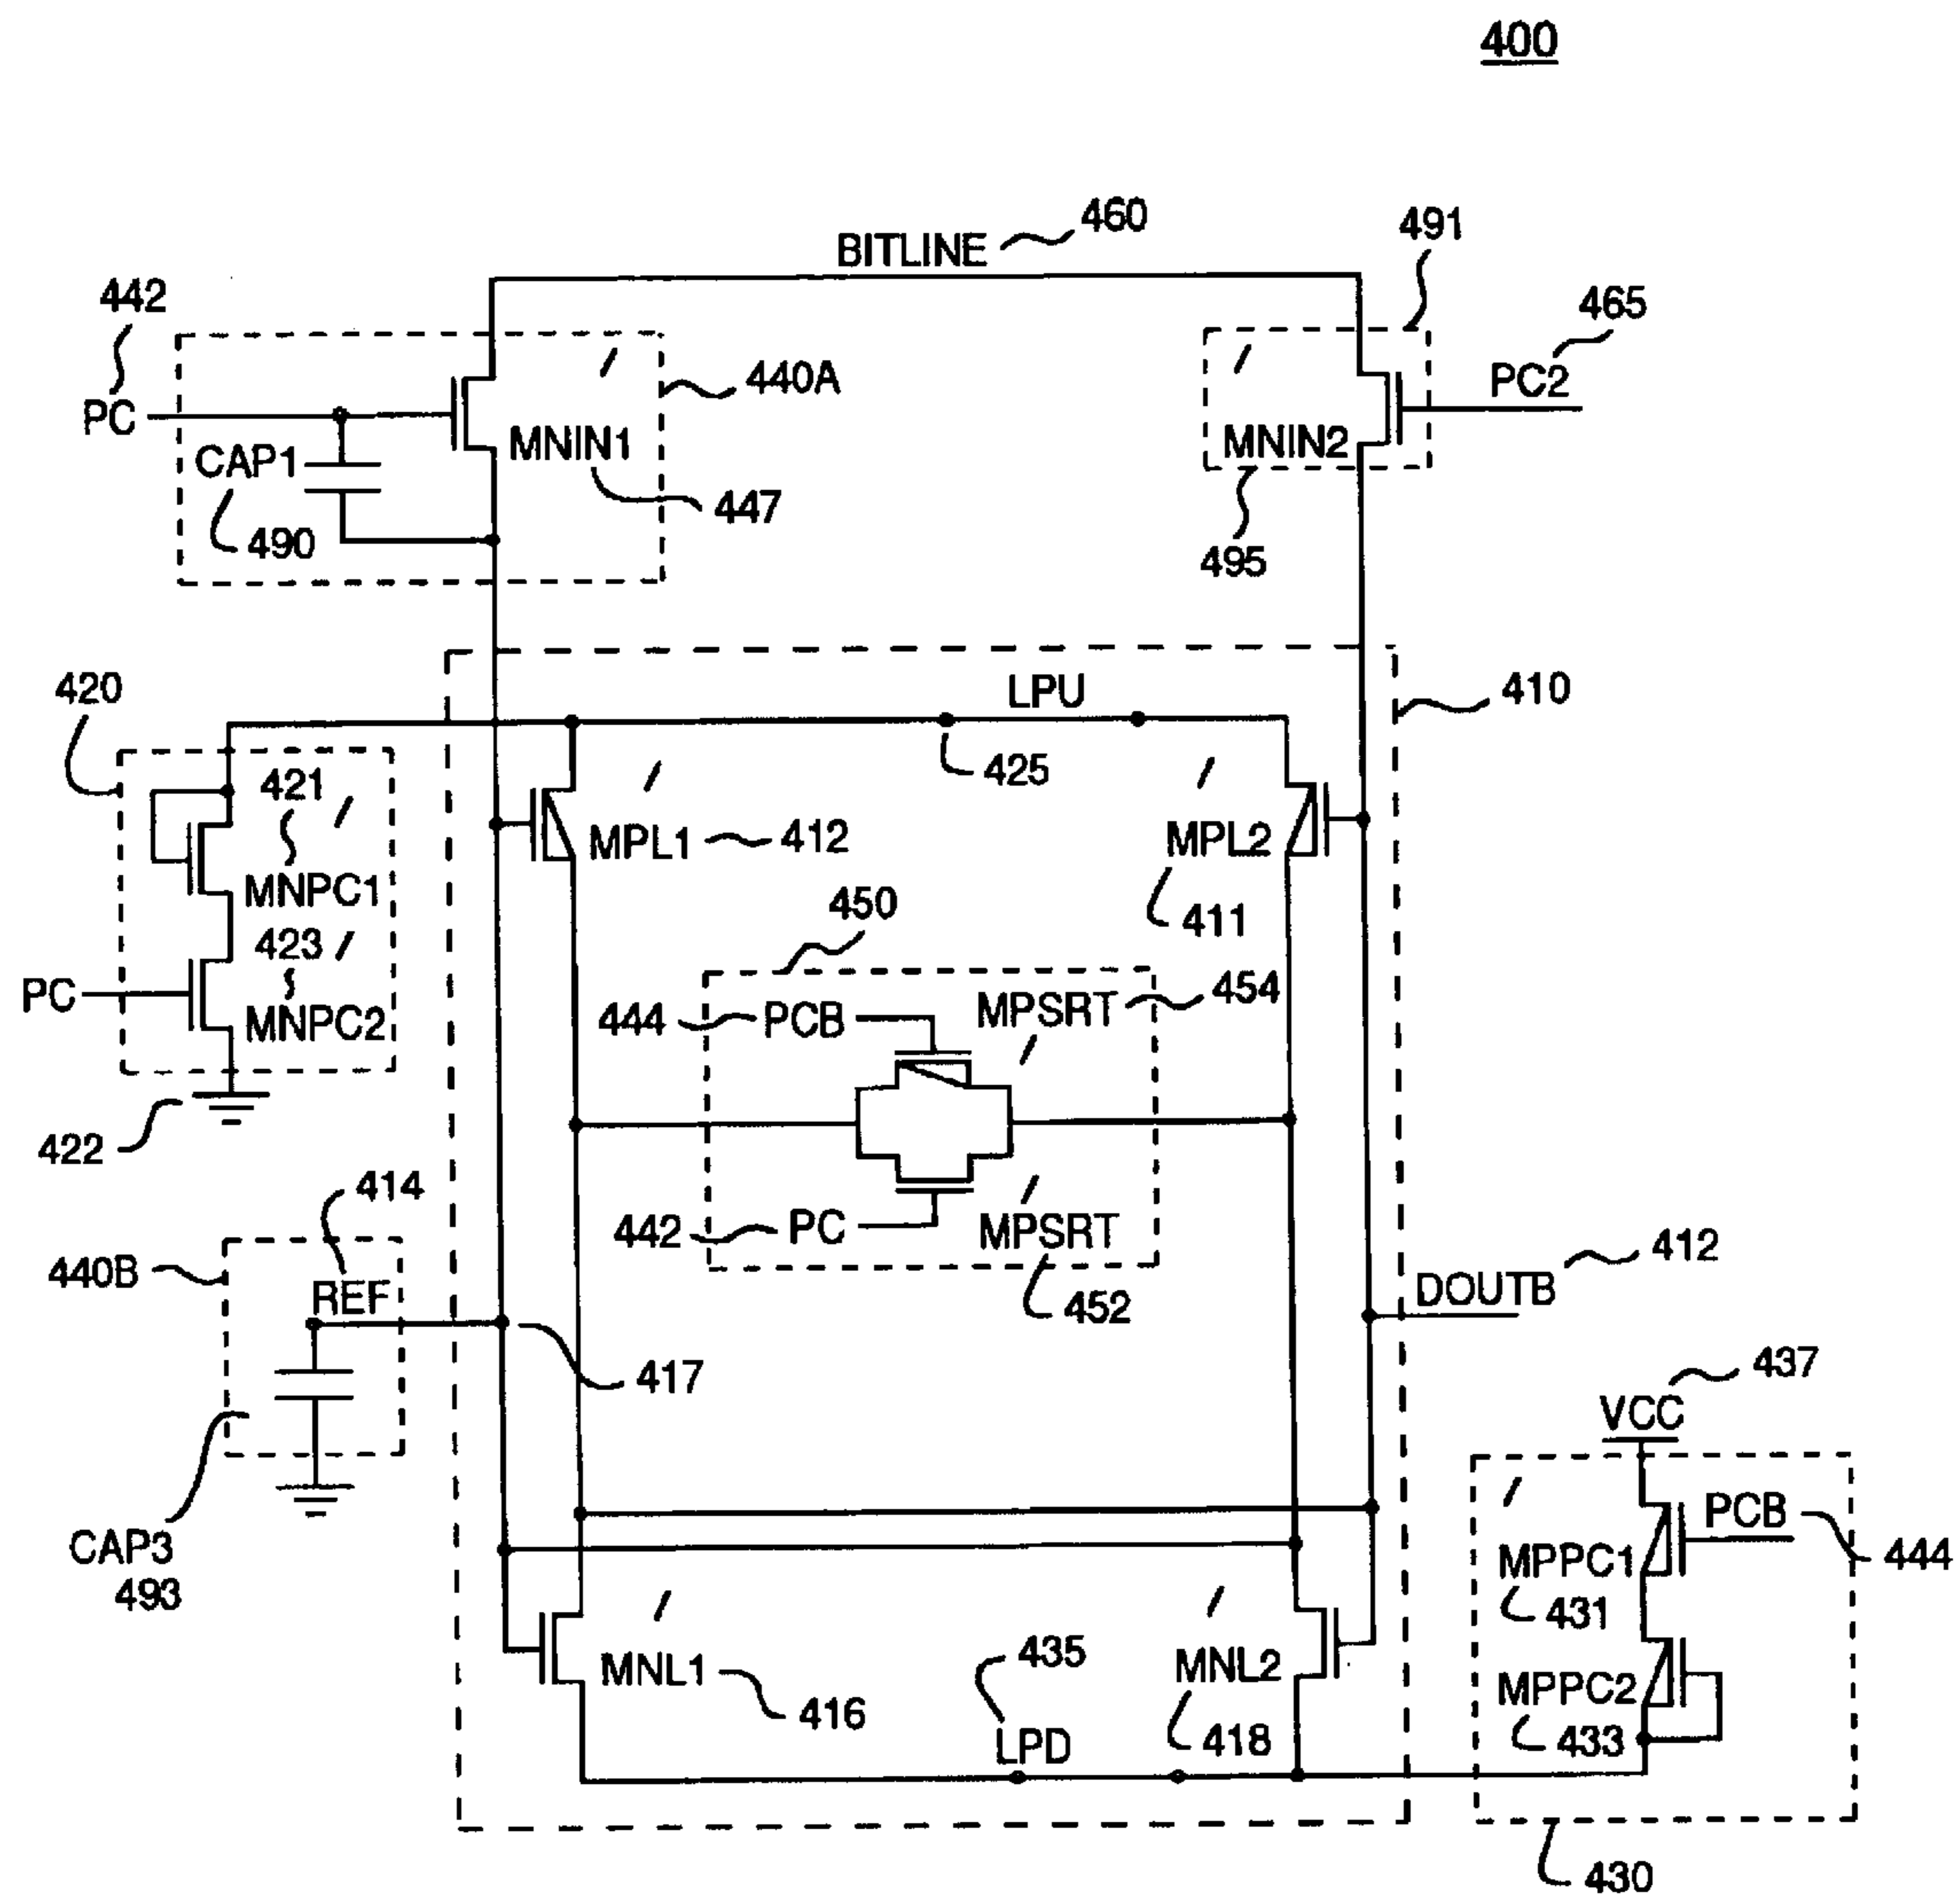 400
BITLINE 460
491
442
465
440A
PC
PC2
CAP1
MNIN1
MNIN2
447
490
495
420
LPU
410
421
425
MNPC1
MPL1 412
MPL2
450
411
423
PC
MNPC2
444 PCB
MPSRT 454
422
414
442 PC
MPSRT
412
440B
REF
452
DOUTB
417
437
VCC
CAP3
493
PCB
MPPC1
444
431
MNL1
435
MNL2
MPPC2
416
LPD
418
433
430